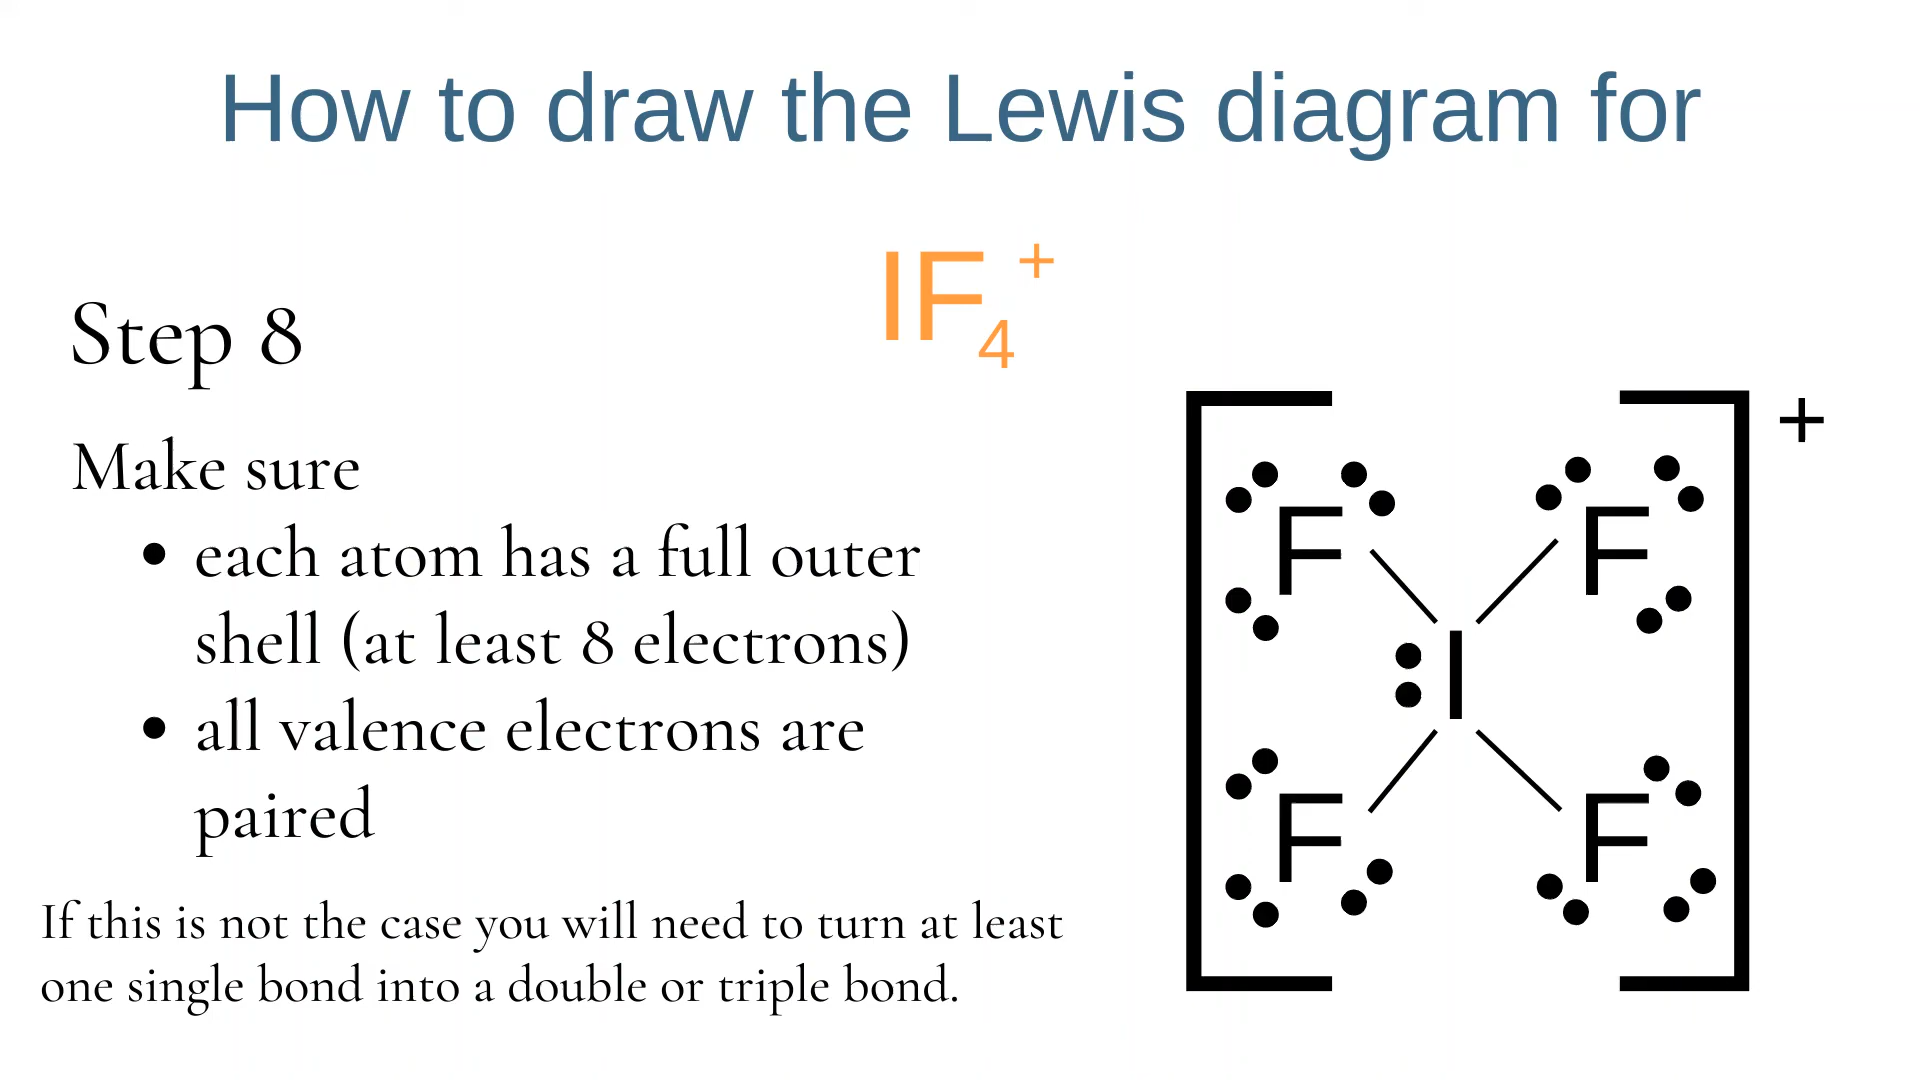 How to draw the Lewis diagram for
IF₄⁺
Step 8
Make sure
• each atom has a full outer
shell (at least 8 electrons)
• all valence electrons are
paired
If this is not the case you will need to turn at least
one single bond into a double or triple bond.
+
F F
I
F F